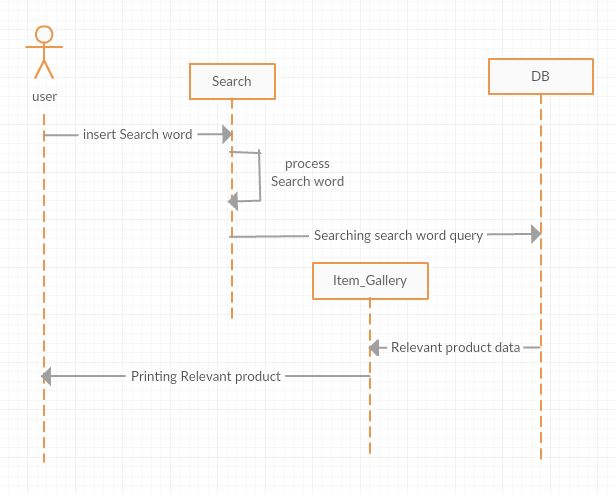 user
Search
DB
insert Search word
process
Search word
Searching search word query
Item_Gallery
Relevant product data
Printing Relevant product